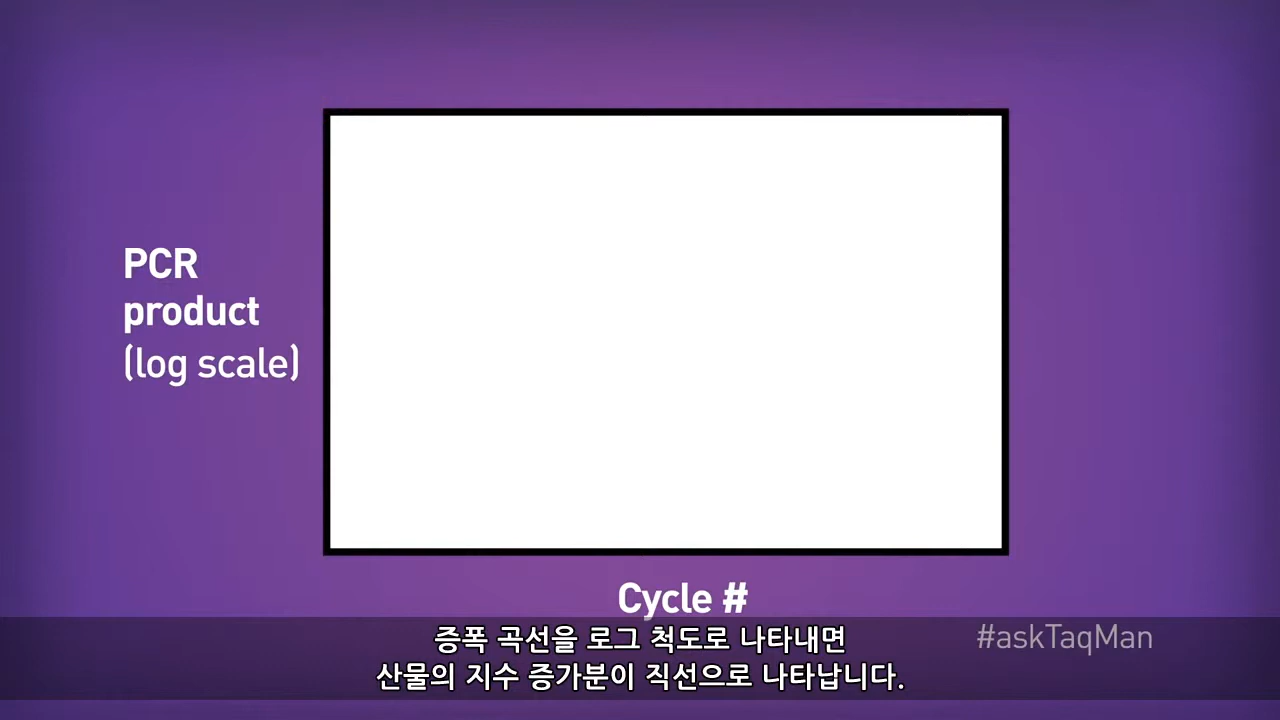 PCR
product
(log scale)
Cycle #
#askTaqMan
증폭 곡선을 로그 척도로 나타내면
산물의 지수 증가분이 직선으로 나타납니다.